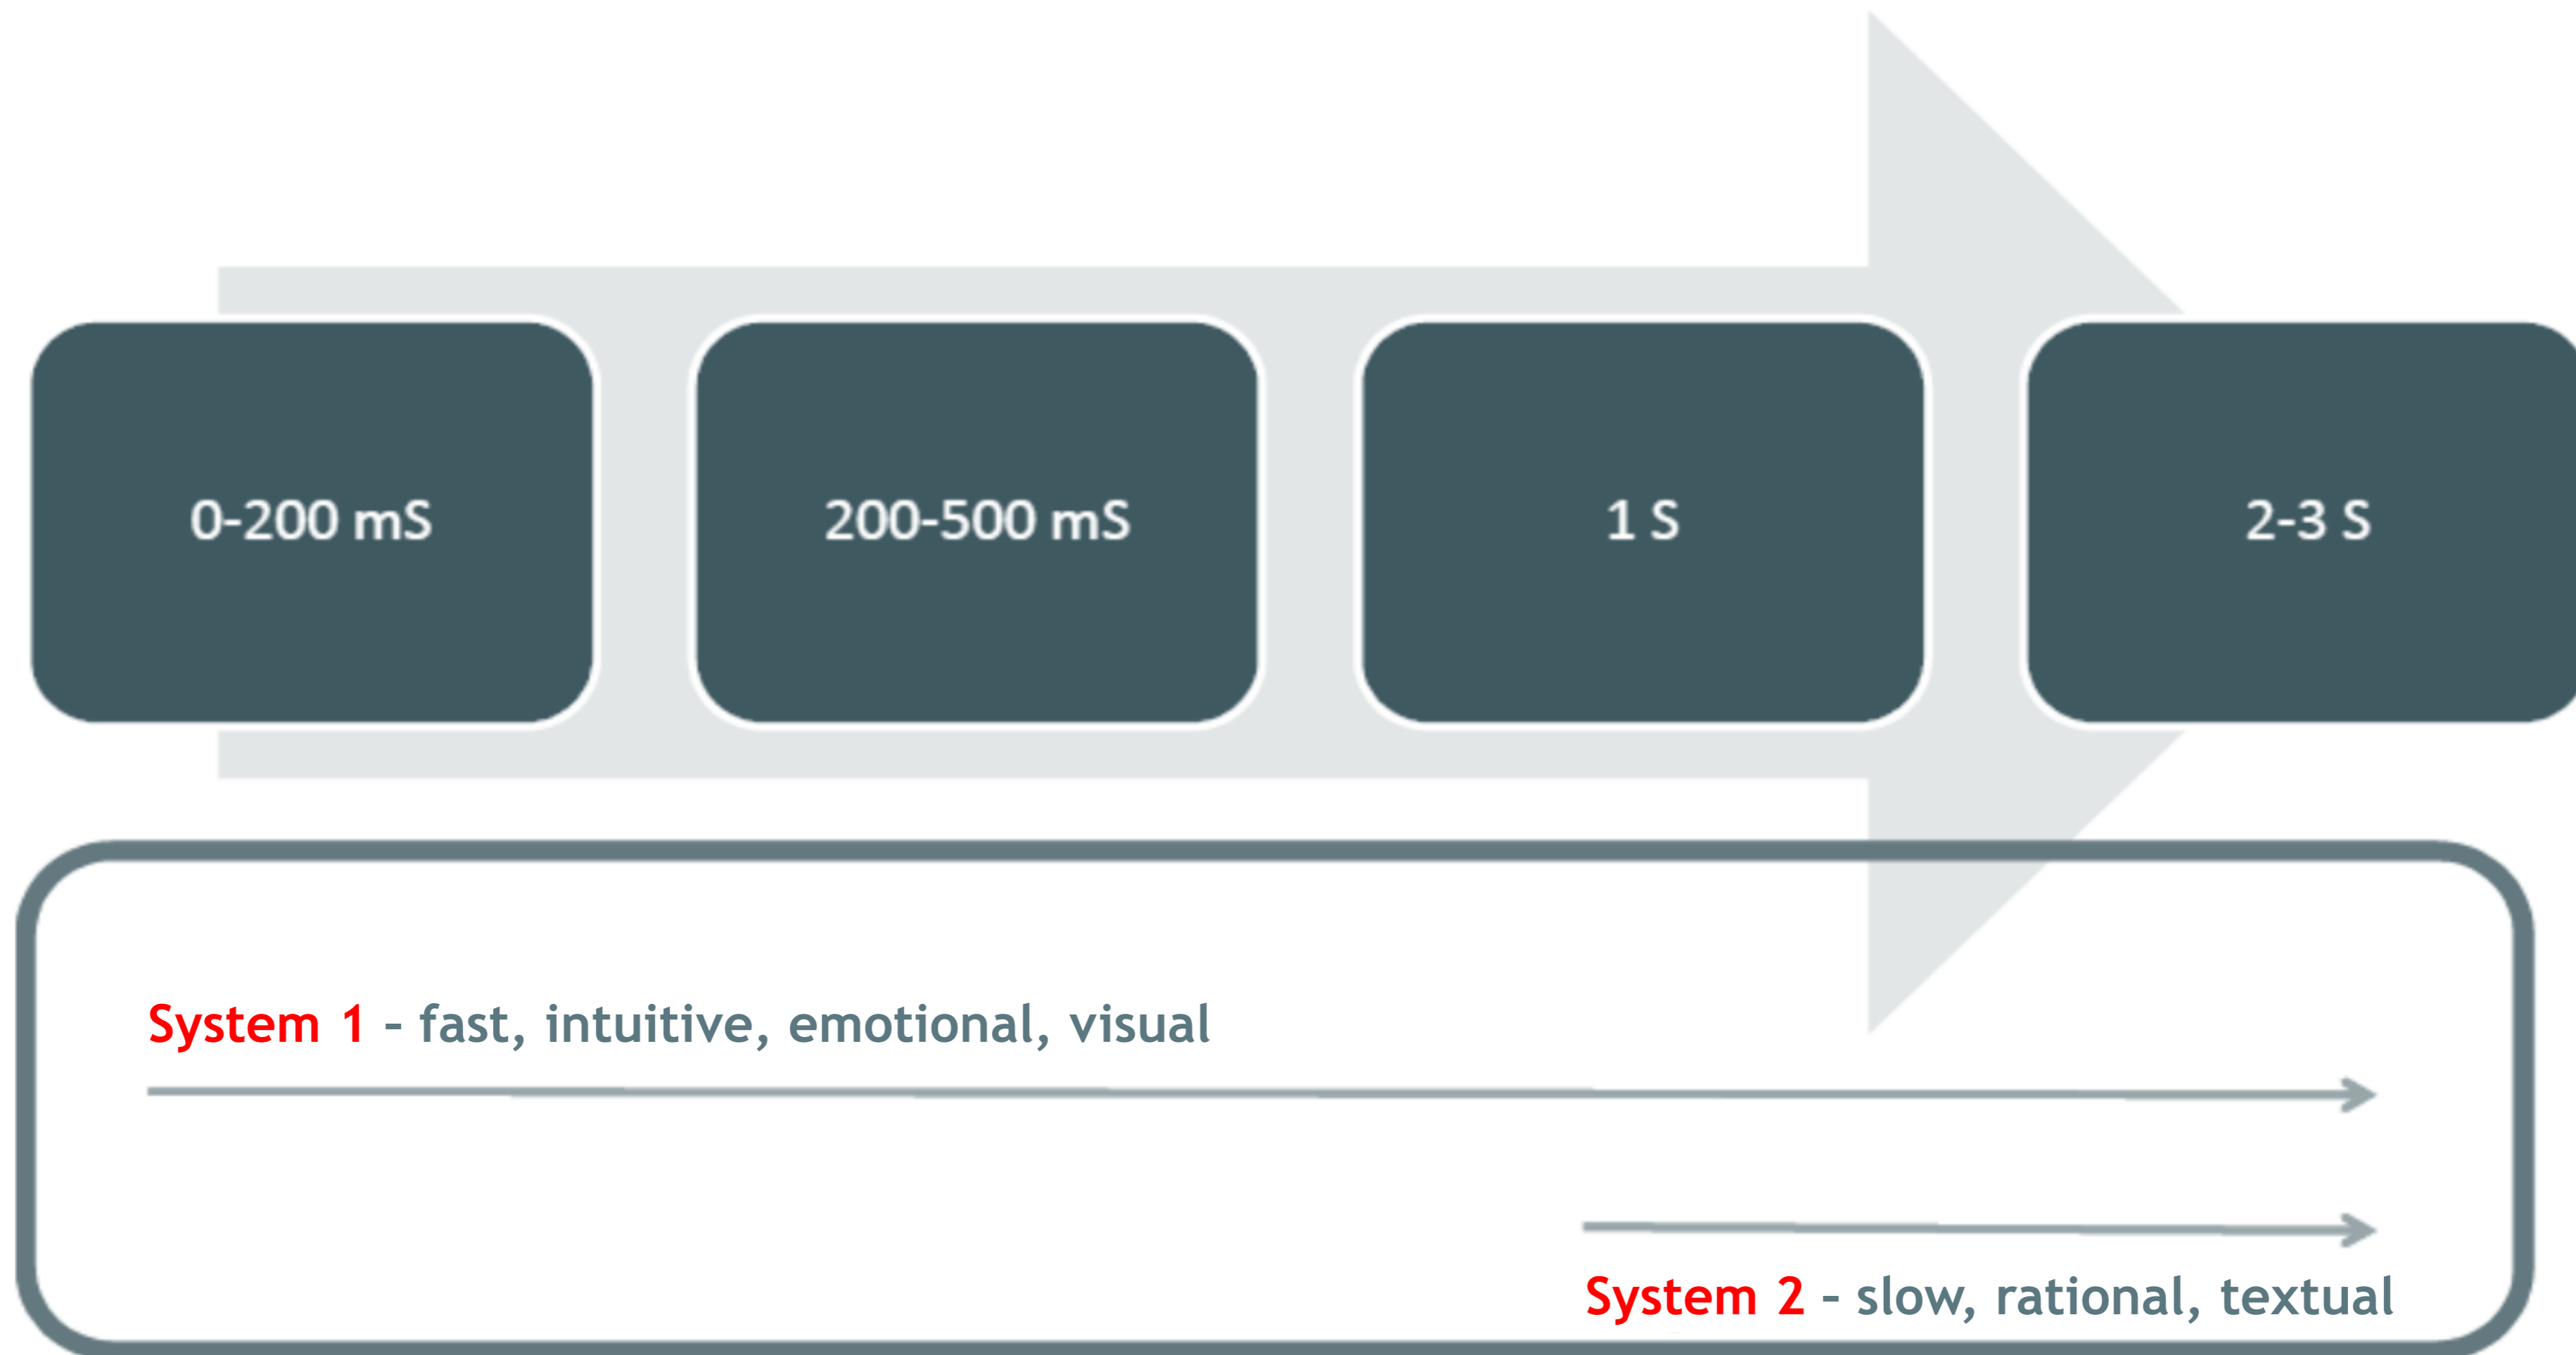 0-200 mS
200-500 mS
1 S
2-3 S
System 1 – fast, intuitive, emotional, visual
System 2 – slow, rational, textual